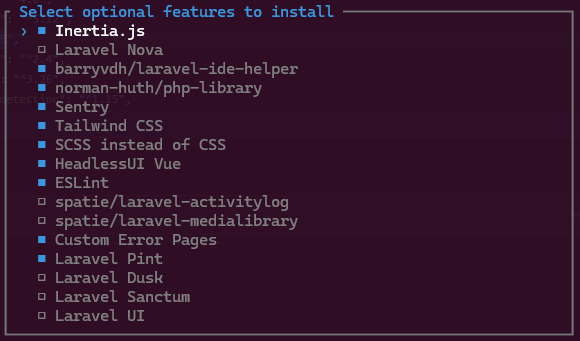 Select optional features to install
› ■ Inertia.js
□ Laravel Nova
■ barryvdh/laravel-ide-helper
■ norman-huth/php-library
■ Sentry
■ Tailwind CSS
■ SCSS instead of CSS
■ HeadlessUI Vue
■ ESLint
□ spatie/laravel-activitylog
□ spatie/laravel-medialibrary
■ Custom Error Pages
■ Laravel Pint
□ Laravel Dusk
□ Laravel Sanctum
□ Laravel UI